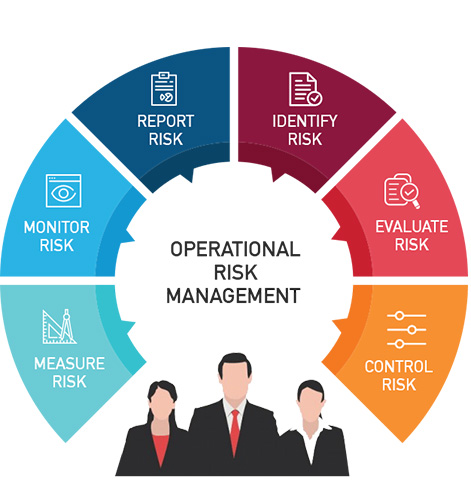 REPORT
RISK
IDENTIFY
RISK
MONITOR
RISK
EVALUATE
RISK
OPERATIONAL
RISK
MANAGEMENT
MEASURE
RISK
CONTROL
RISK